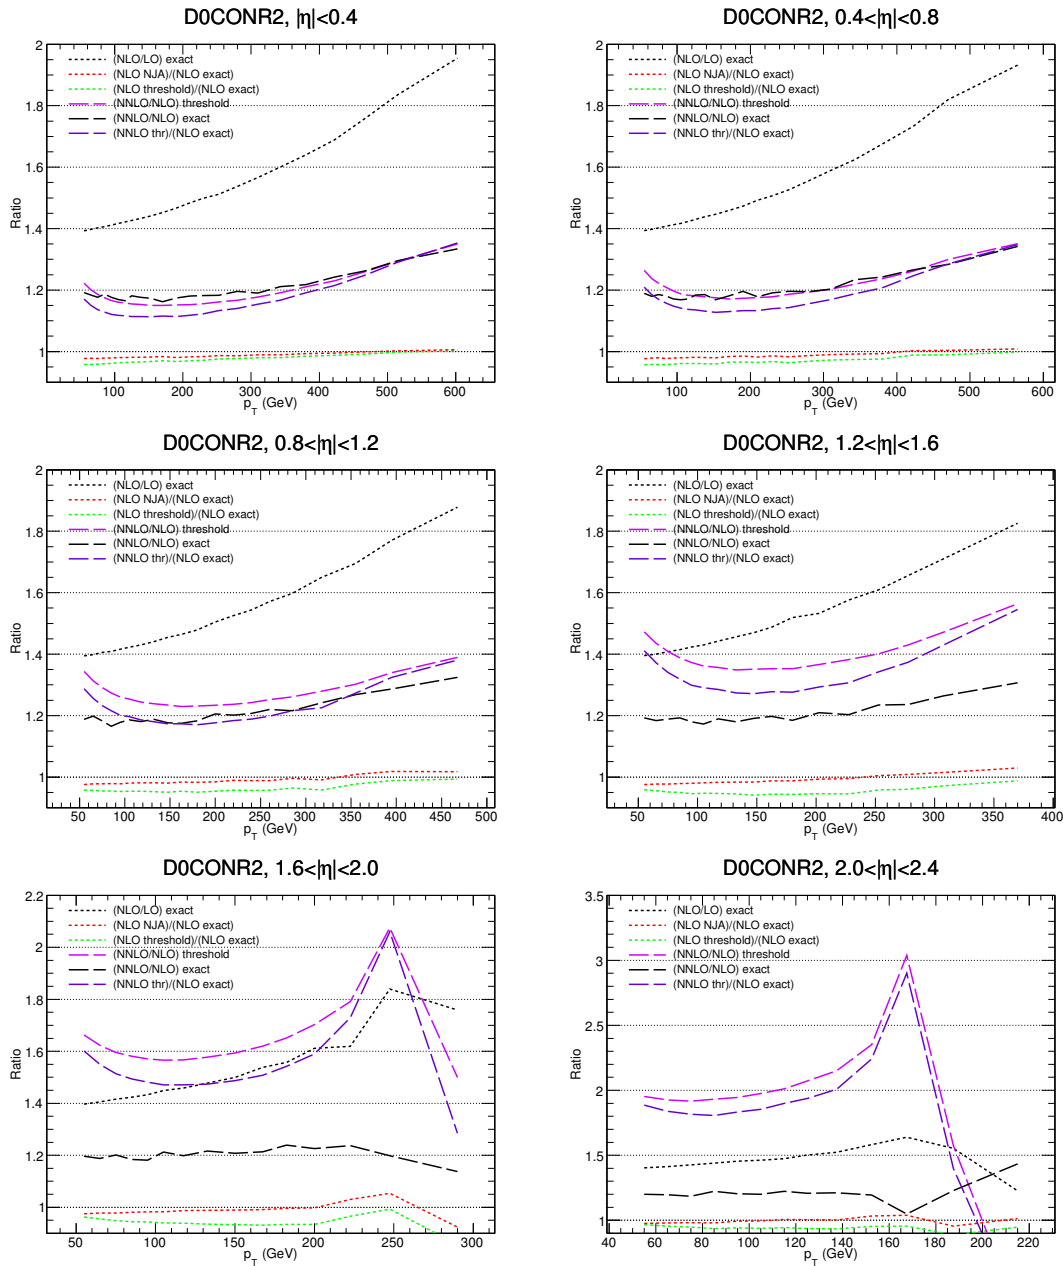 D0CONR2, |η|<0.4
2
1.8
1.6
1.4
1.2
1
Ratio
(NLO/LO) exact
(NLO NJA)/(NLO exact)
(NLO threshold)/(NLO exact)
(NNLO/NLO) threshold
(NNLO/NLO) exact
(NNLO thr)/(NLO exact)
100 200 300 400 500 600
p_T (GeV)
D0CONR2, 0.4<|η|<0.8
2
1.8
1.6
1.4
1.2
1
Ratio
(NLO/LO) exact
(NLO NJA)/(NLO exact)
(NLO threshold)/(NLO exact)
(NNLO/NLO) threshold
(NNLO/NLO) exact
(NNLO thr)/(NLO exact)
100 200 300 400 500 600
p_T (GeV)
D0CONR2, 0.8<|η|<1.2
2
1.8
1.6
1.4
1.2
1
Ratio
(NLO/LO) exact
(NLO NJA)/(NLO exact)
(NLO threshold)/(NLO exact)
(NNLO/NLO) threshold
(NNLO/NLO) exact
(NNLO thr)/(NLO exact)
50 100 150 200 250 300 350 400 450 500
p_T (GeV)
D0CONR2, 1.2<|η|<1.6
2
1.8
1.6
1.4
1.2
1
Ratio
(NLO/LO) exact
(NLO NJA)/(NLO exact)
(NLO threshold)/(NLO exact)
(NNLO/NLO) threshold
(NNLO/NLO) exact
(NNLO thr)/(NLO exact)
50 100 150 200 250 300 350 400
p_T (GeV)
D0CONR2, 1.6<|η|<2.0
2.2
2
1.8
1.6
1.4
1.2
1
Ratio
(NLO/LO) exact
(NLO NJA)/(NLO exact)
(NLO threshold)/(NLO exact)
(NNLO/NLO) threshold
(NNLO/NLO) exact
(NNLO thr)/(NLO exact)
50 100 150 200 250 300
p_T (GeV)
D0CONR2, 2.0<|η|<2.4
3.5
3
2.5
2
1.5
1
Ratio
(NLO/LO) exact
(NLO NJA)/(NLO exact)
(NLO threshold)/(NLO exact)
(NNLO/NLO) threshold
(NNLO/NLO) exact
(NNLO thr)/(NLO exact)
40 60 80 100 120 140 160 180 200 220
p_T (GeV)